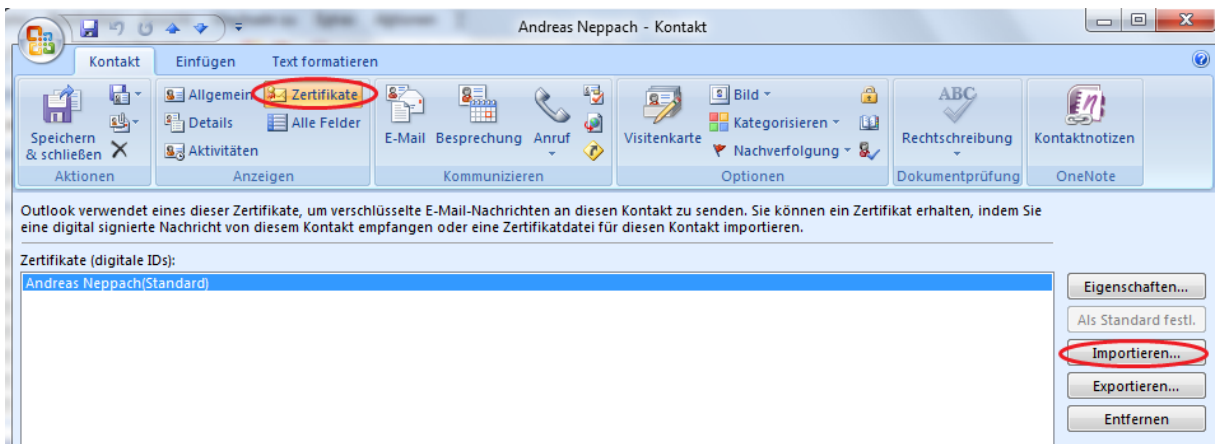 Andreas Neppach - Kontakt
Kontakt Einfügen Text formatieren
Speichern & schließen
Aktionen
Allgemein
Details
Aktivitäten
Zertifikate
Alle Felder
Anzeigen
E-Mail
Besprechung
Anruf
Kommunizieren
Visitenkarte
Bild
Kategorisieren
Nachverfolgung
Optionen
ABC
Rechtschreibung
Dokumentprüfung
Kontaktnotizen
OneNote
Outlook verwendet eines dieser Zertifikate, um verschlüsselte E-Mail-Nachrichten an diesen Kontakt zu senden. Sie können ein Zertifikat erhalten, indem Sie
eine digital signierte Nachricht von diesem Kontakt empfangen oder eine Zertifikatdatei für diesen Kontakt importieren.
Zertifikate (digitale IDs):
Andreas Neppach(Standard)
Eigenschaften...
Als Standard festl.
Importieren...
Exportieren...
Entfernen